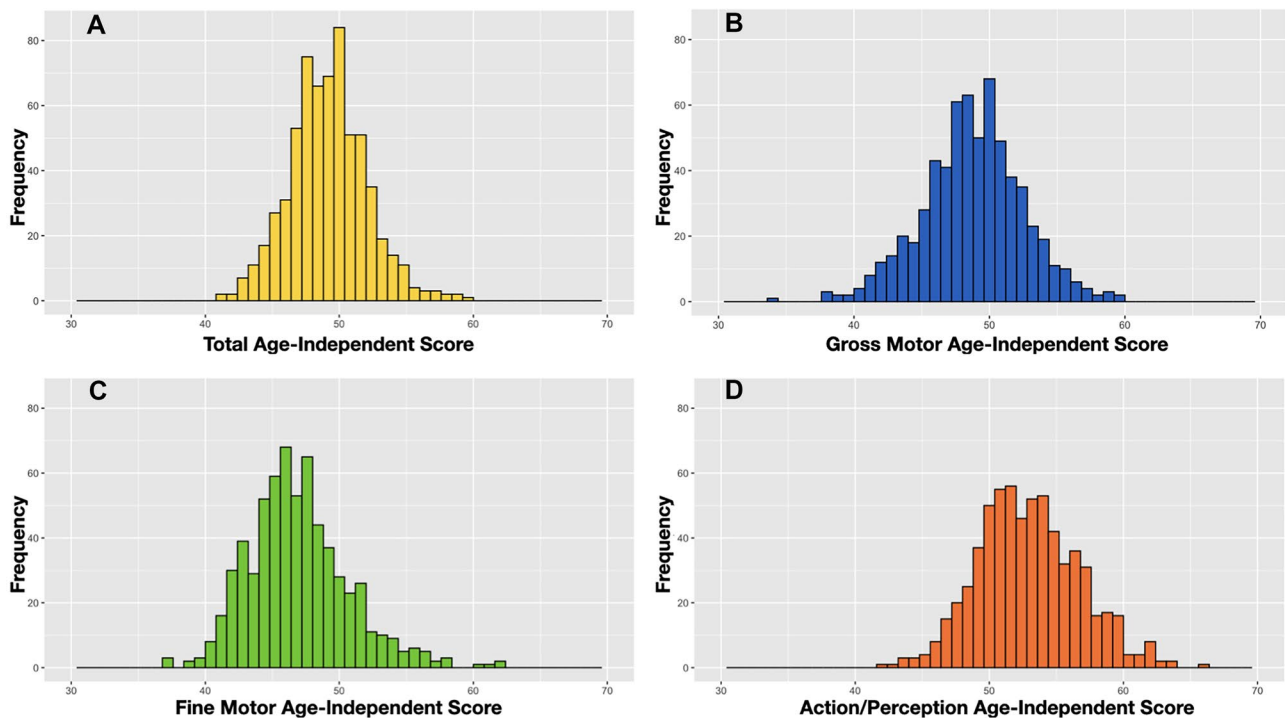 A
80
60
40
20
0
Frequency
30 40 50 60 70
Total Age-Independent Score
B
80
60
40
20
0
Frequency
30 40 50 60 70
Gross Motor Age-Independent Score
C
80
60
40
20
0
Frequency
30 40 50 60 70
Fine Motor Age-Independent Score
D
80
60
40
20
0
Frequency
30 40 50 60 70
Action/Perception Age-Independent Score